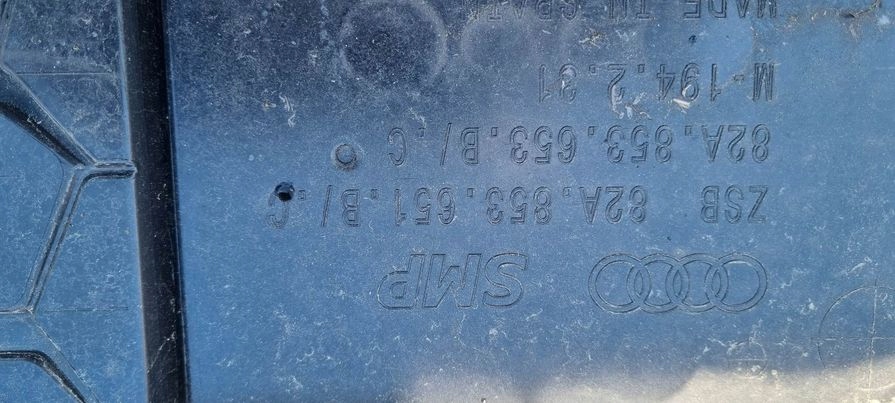 SMP
ZSB 82A.853.651.B/.C
82A.853.653.B/.C
M-194.2.31
MADE IN SPAIN